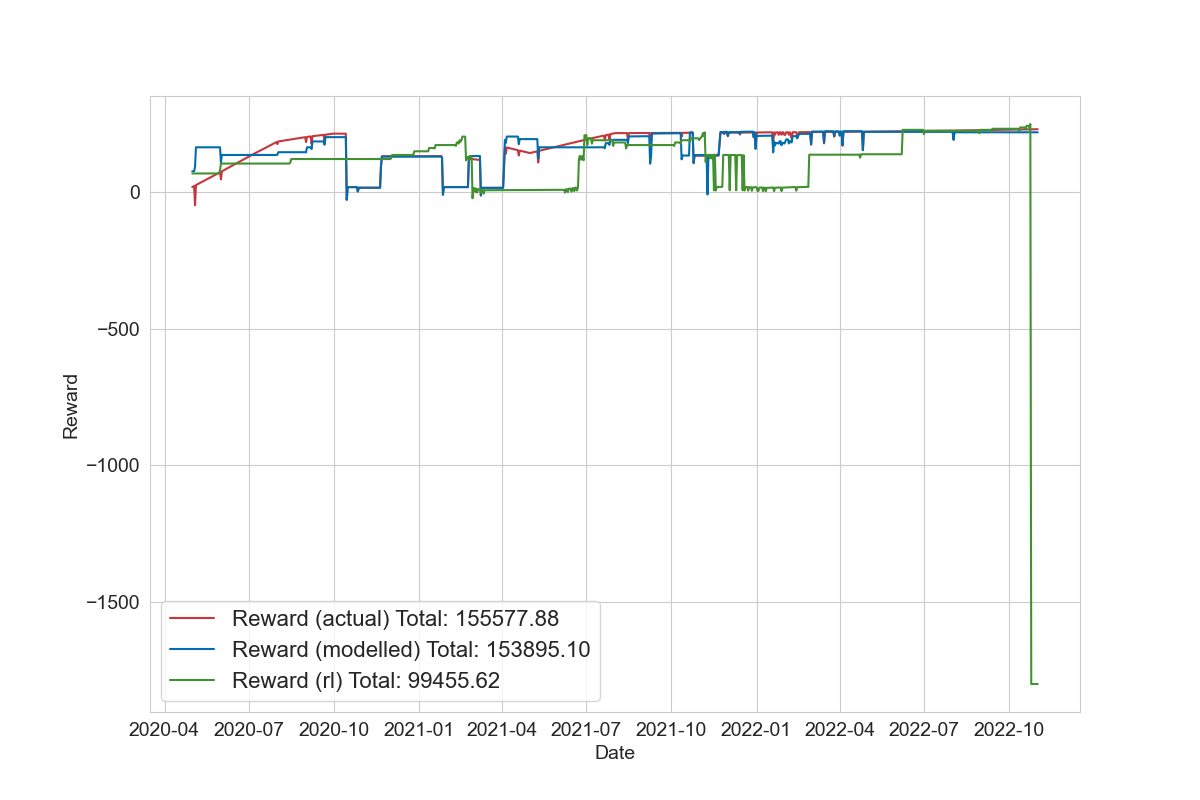 0
−500
−1000
−1500
Reward
Reward (actual) Total: 155577.88
Reward (modelled) Total: 153895.10
Reward (rl) Total: 99455.62
2020-04 2020-07 2020-10 2021-01 2021-04 2021-07 2021-10 2022-01 2022-04 2022-07 2022-10
Date